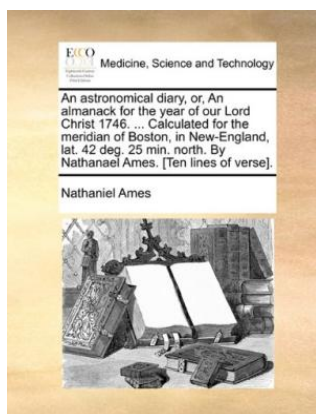 ECCO
Medicine, Science and Technology
An astronomical diary, or, An
almanack for the year of our Lord
Christ 1746. ... Calculated for the
meridian of Boston, in New-England,
lat. 42 deg. 25 min. north. By
Nathanael Ames. [Ten lines of verse].
Nathaniel Ames